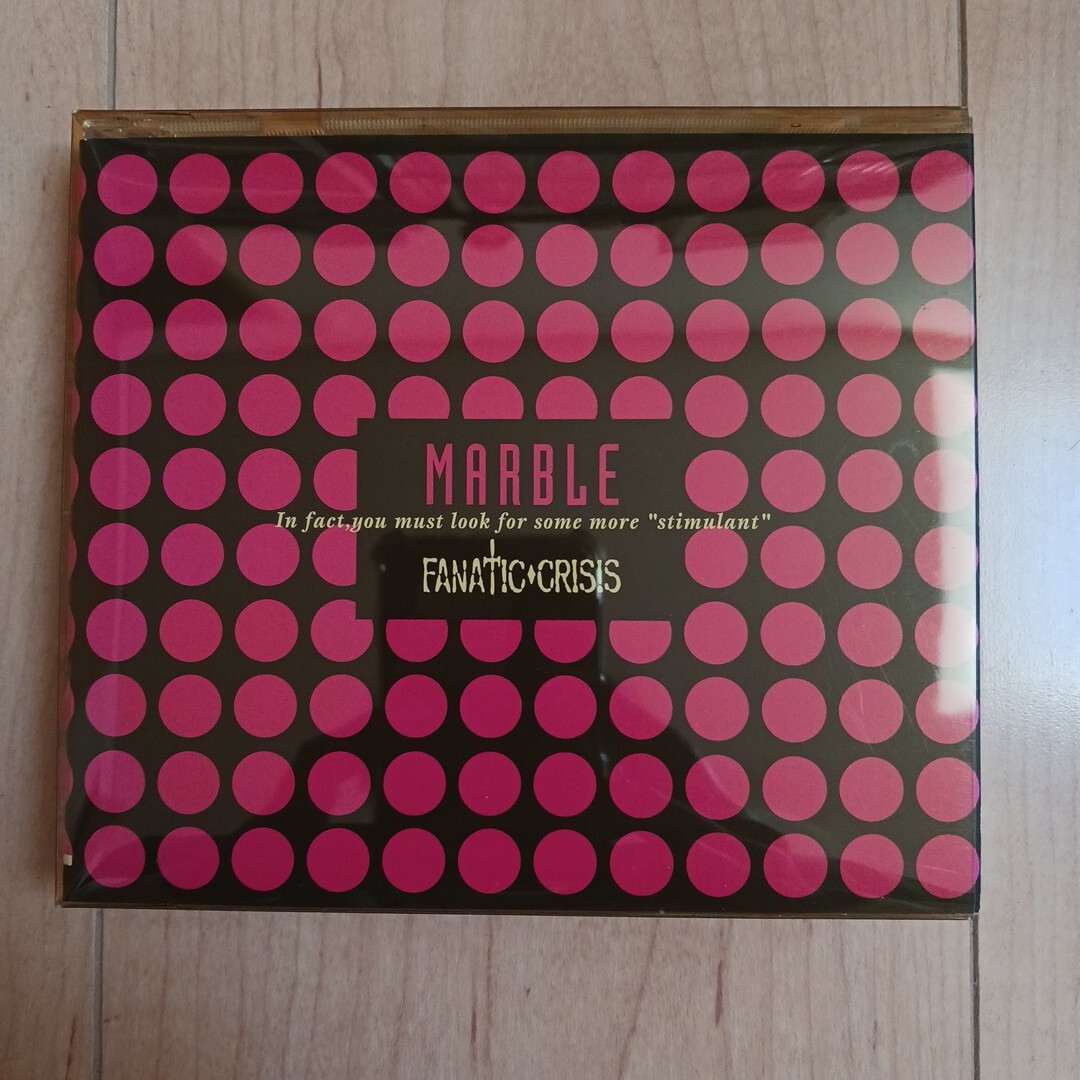 MARBLE
In fact,you must look for some more "stimulant"
FANATIC♦CRISIS